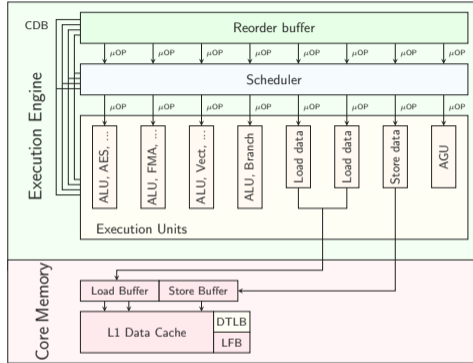 CDB
Reorder buffer
μOP μOP μOP μOP μOP μOP μOP μOP
Scheduler
μOP μOP μOP μOP μOP μOP μOP μOP
Execution Engine
ALU, AES, ...
ALU, FMA, ...
ALU, Vect, ...
ALU, Branch
Load data
Load data
Store data
AGU
Execution Units
Core Memory
Load Buffer
Store Buffer
L1 Data Cache
DTLB
LFB